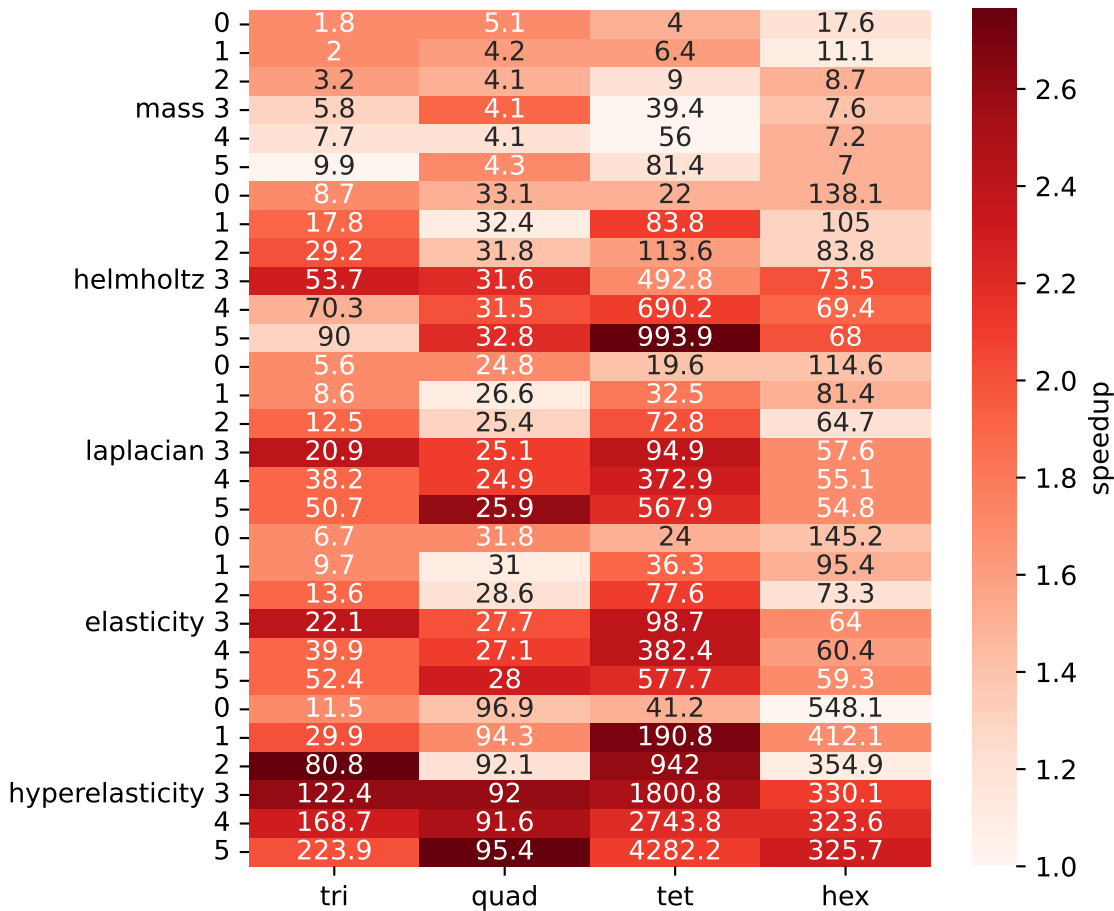 0 1.8 5.1 4 17.6
1 2 4.2 6.4 11.1
2 3.2 4.1 9 8.7
mass 3 5.8 4.1 39.4 7.6
4 7.7 4.1 56 7.2
5 9.9 4.3 81.4 7
0 8.7 33.1 22 138.1
1 17.8 32.4 83.8 105
2 29.2 31.8 113.6 83.8
helmholtz 3 53.7 31.6 492.8 73.5
4 70.3 31.5 690.2 69.4
5 90 32.8 993.9 68
0 5.6 24.8 19.6 114.6
1 8.6 26.6 32.5 81.4
2 12.5 25.4 72.8 64.7
laplacian 3 20.9 25.1 94.9 57.6
4 38.2 24.9 372.9 55.1
5 50.7 25.9 567.9 54.8
0 6.7 31.8 24 145.2
1 9.7 31 36.3 95.4
2 13.6 28.6 77.6 73.3
elasticity 3 22.1 27.7 98.7 64
4 39.9 27.1 382.4 60.4
5 52.4 28 577.7 59.3
0 11.5 96.9 41.2 548.1
1 29.9 94.3 190.8 412.1
2 80.8 92.1 942 354.9
hyperelasticity 3 122.4 92 1800.8 330.1
4 168.7 91.6 2743.8 323.6
5 223.9 95.4 4282.2 325.7
tri quad tet hex
2.6
2.4
2.2
2.0
1.8
1.6
1.4
1.2
1.0
speedup